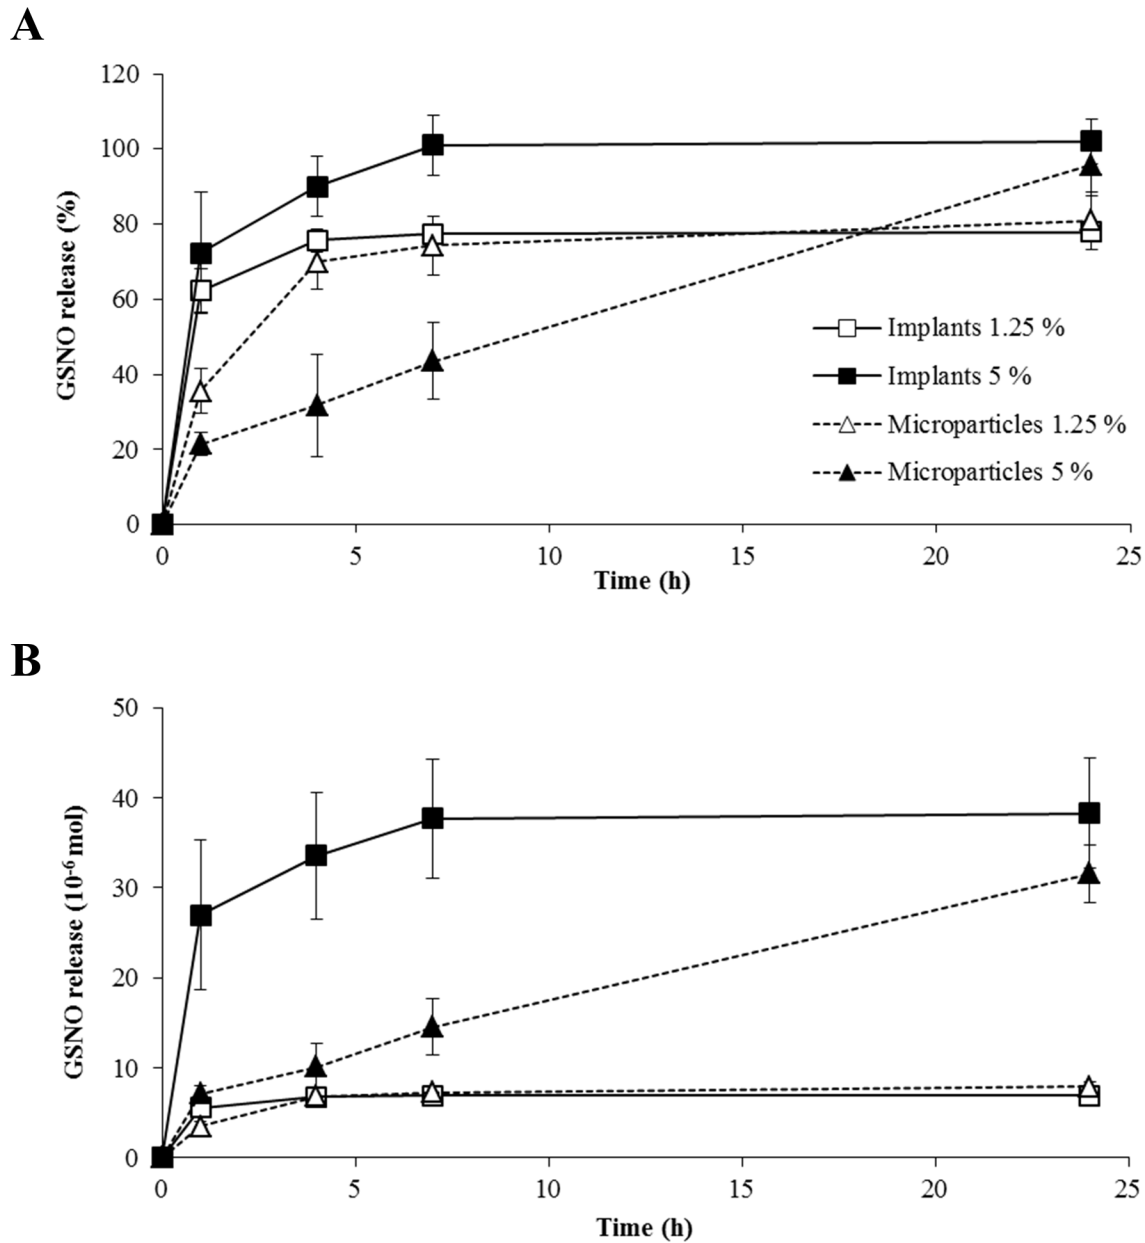 A
120
100
80
60
40
20
0
GSNO release (%)
Implants 1.25 %
Implants 5 %
Microparticles 1.25 %
Microparticles 5 %
0 5 10 15 20 25
Time (h)
B
50
40
30
20
10
0
GSNO release (10⁻⁶ mol)
0 5 10 15 20 25
Time (h)